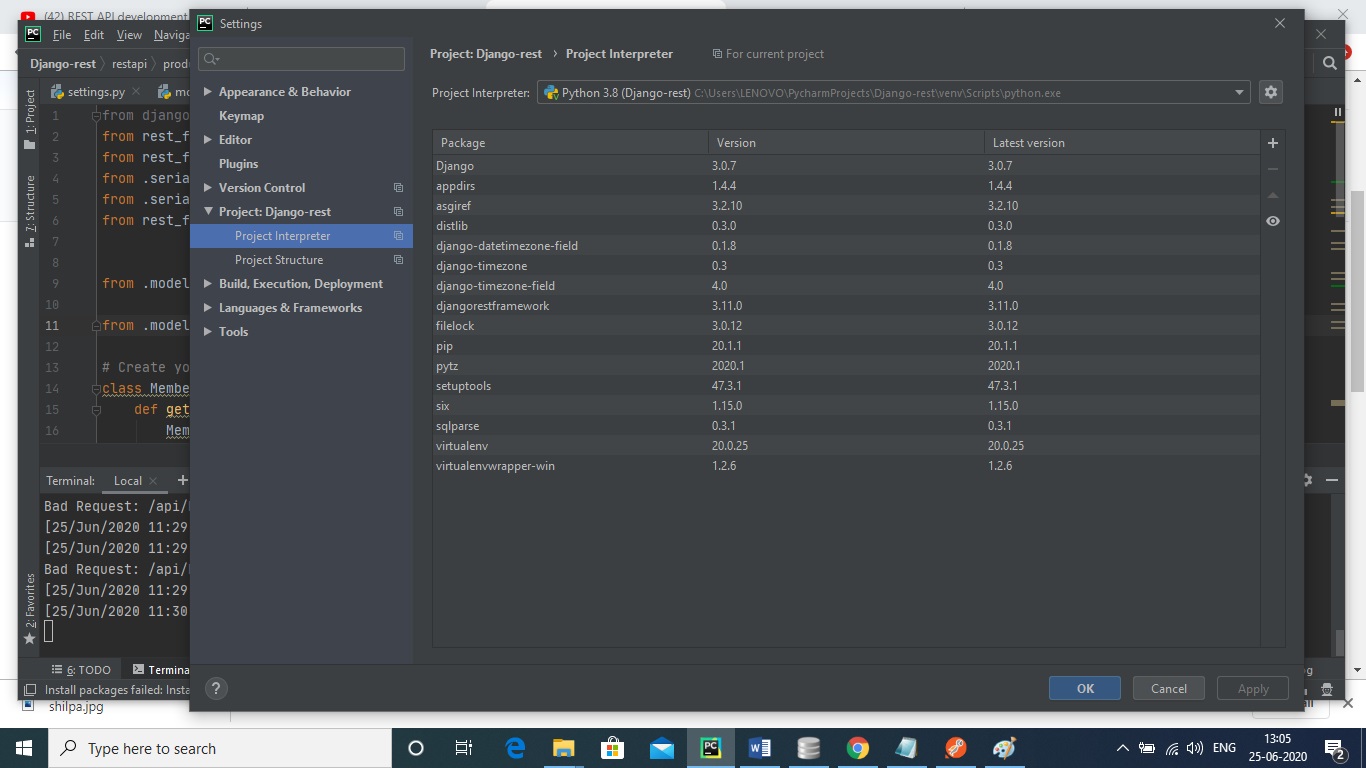 (42) REST API development
PC File Edit View Naviga
Django-rest restapi prod
settings.py mo
1: Project
7: Structure
2: Favorites
1 from django
2 from rest_f
3 from rest_f
4 from .seria
5 from .seria
6 from rest_f
7
8
9 from .model
10
11 from .model
12
13 # Create yo
14 class Membe
15 def get
16 Mem
Terminal: Local +
Bad Request: /api/
[25/Jun/2020 11:29
[25/Jun/2020 11:29
Bad Request: /api/
[25/Jun/2020 11:29
[25/Jun/2020 11:30
6: TODO Termina
Install packages failed: Insta
shilpa.jpg
PC Settings
Appearance & Behavior
Keymap
Editor
Plugins
Version Control
Project: Django-rest
Project Interpreter
Project Structure
Build, Execution, Deployment
Languages & Frameworks
Tools
Project: Django-rest › Project Interpreter For current project
Project Interpreter: Python 3.8 (Django-rest) C:\Users\LENOVO\PycharmProjects\Django-rest\venv\Scripts\python.exe
Package Version Latest version
Django 3.0.7 3.0.7
appdirs 1.4.4 1.4.4
asgiref 3.2.10 3.2.10
distlib 0.3.0 0.3.0
django-datetimezone-field 0.1.8 0.1.8
django-timezone 0.3 0.3
django-timezone-field 4.0 4.0
djangorestframework 3.11.0 3.11.0
filelock 3.0.12 3.0.12
pip 20.1.1 20.1.1
pytz 2020.1 2020.1
setuptools 47.3.1 47.3.1
six 1.15.0 1.15.0
sqlparse 0.3.1 0.3.1
virtualenv 20.0.25 20.0.25
virtualenvwrapper-win 1.2.6 1.2.6
? OK Cancel Apply
Type here to search
PC
ENG
13:05
25-06-2020
2